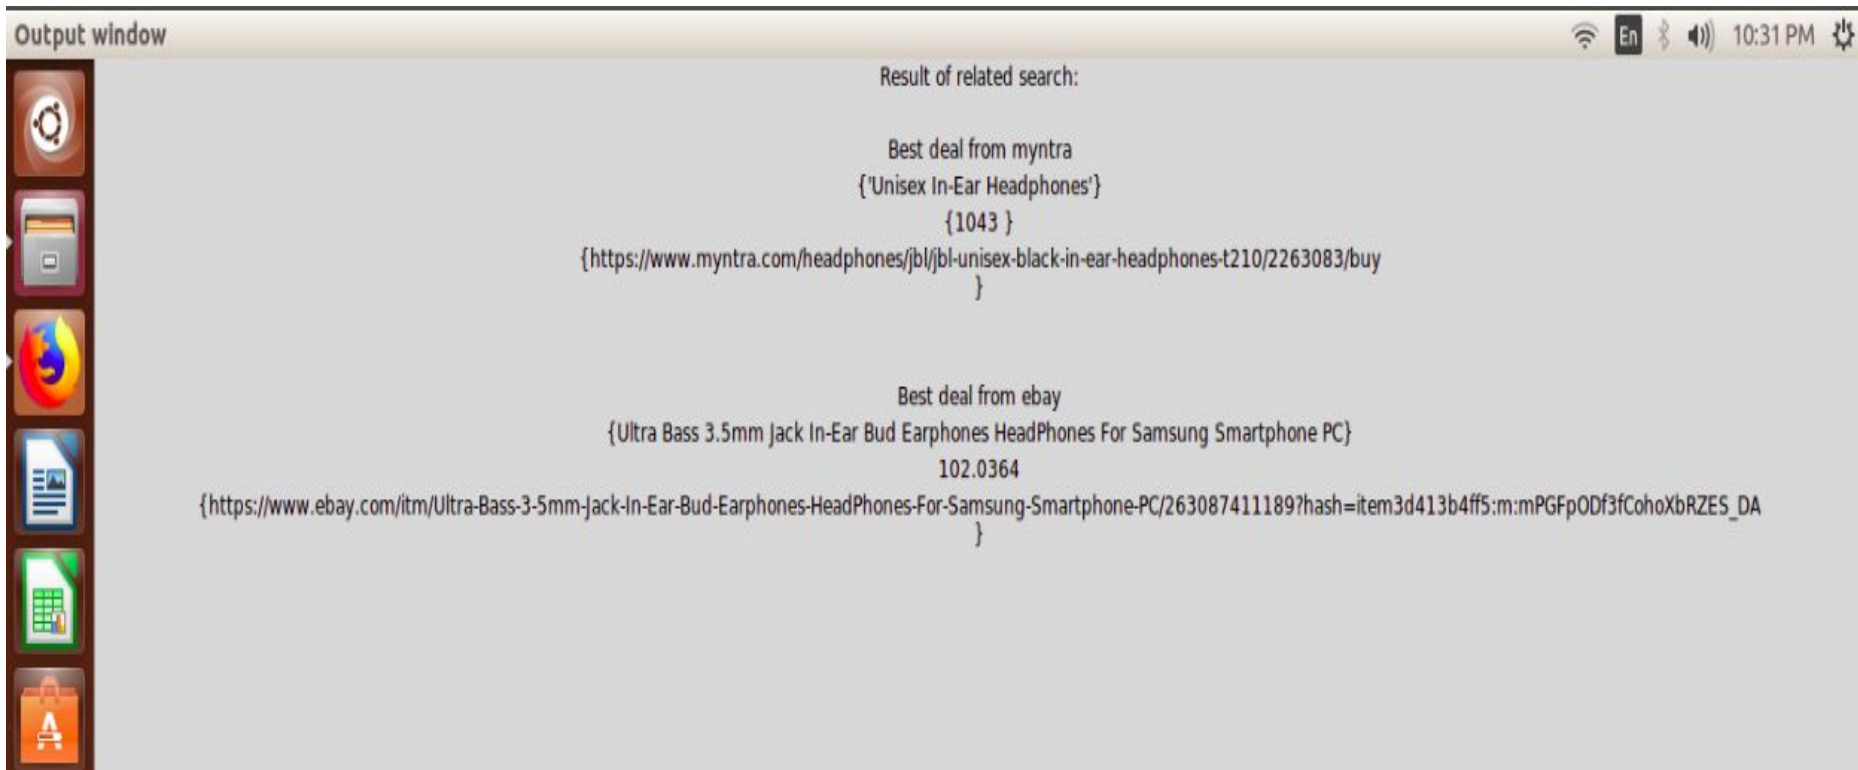 Output window
En
10:31 PM
Result of related search:
Best deal from myntra
{'Unisex In-Ear Headphones'}
{1043 }
{https://www.myntra.com/headphones/jbl/jbl-unisex-black-in-ear-headphones-t210/2263083/buy
}
Best deal from ebay
{Ultra Bass 3.5mm Jack In-Ear Bud Earphones HeadPhones For Samsung Smartphone PC}
102.0364
{https://www.ebay.com/itm/Ultra-Bass-3-5mm-Jack-In-Ear-Bud-Earphones-HeadPhones-For-Samsung-Smartphone-PC/263087411189?hash=item3d413b4ff5:m:mPGFpODf3fCohoXbRZES_DA
}